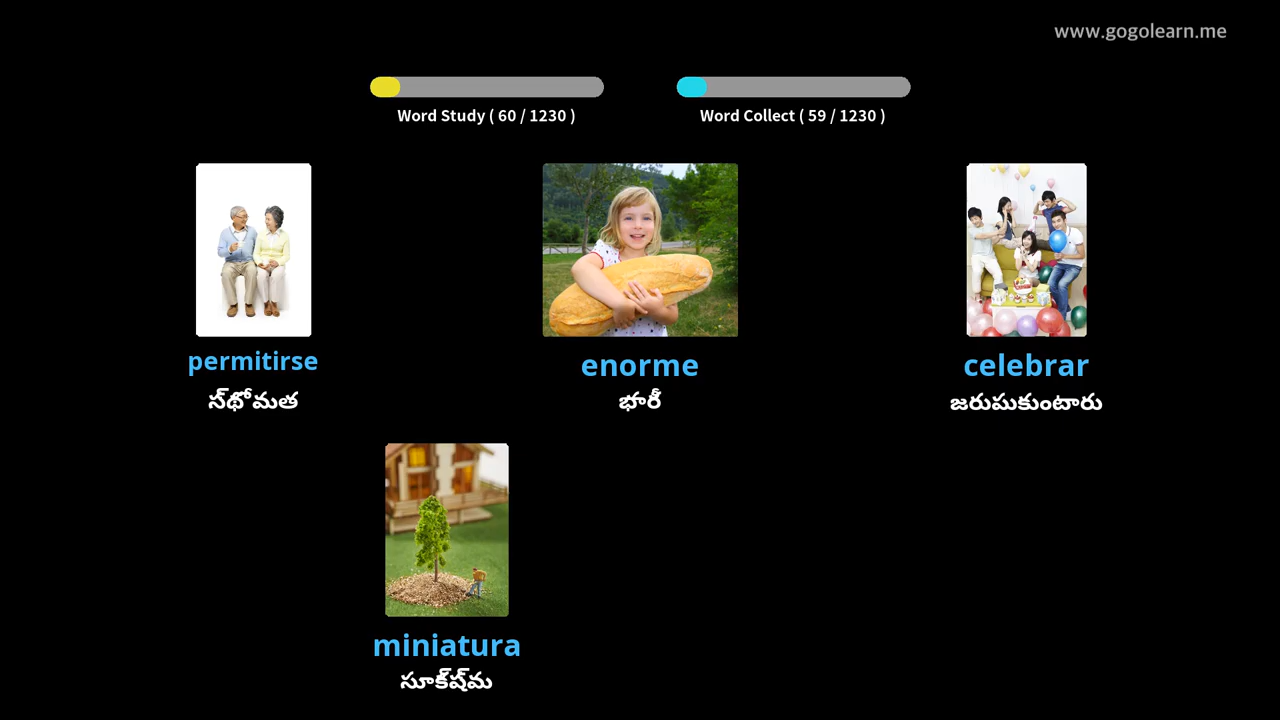 www.gogolearn.me
Word Study ( 60 / 1230 )
Word Collect ( 59 / 1230 )
permitirse
enorme
celebrar
స్‌థోమత
భారీ
జరుపుకుంటారు
miniatura
సూక్‌ష్‌మ